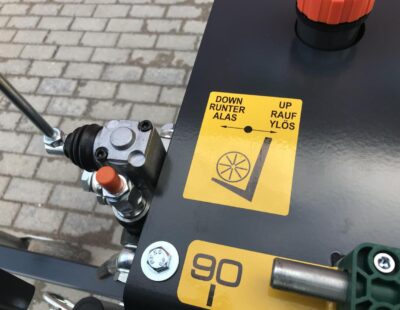 DOWN
RUNTER
ALAS
UP
RAUF
YLÖS
90